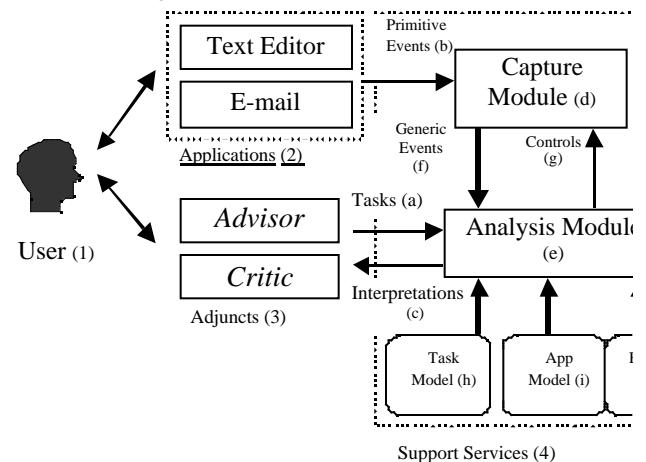 Text Editor
E-mail
Applications (2)
Primitive
Events (b)
Capture
Module (d)
Generic
Events
(f)
Controls
(g)
User (1)
Advisor
Critic
Adjuncts (3)
Tasks (a)
Analysis Module
(e)
Interpretations
(c)
Task
Model (h)
App
Model (i)
Support Services (4)